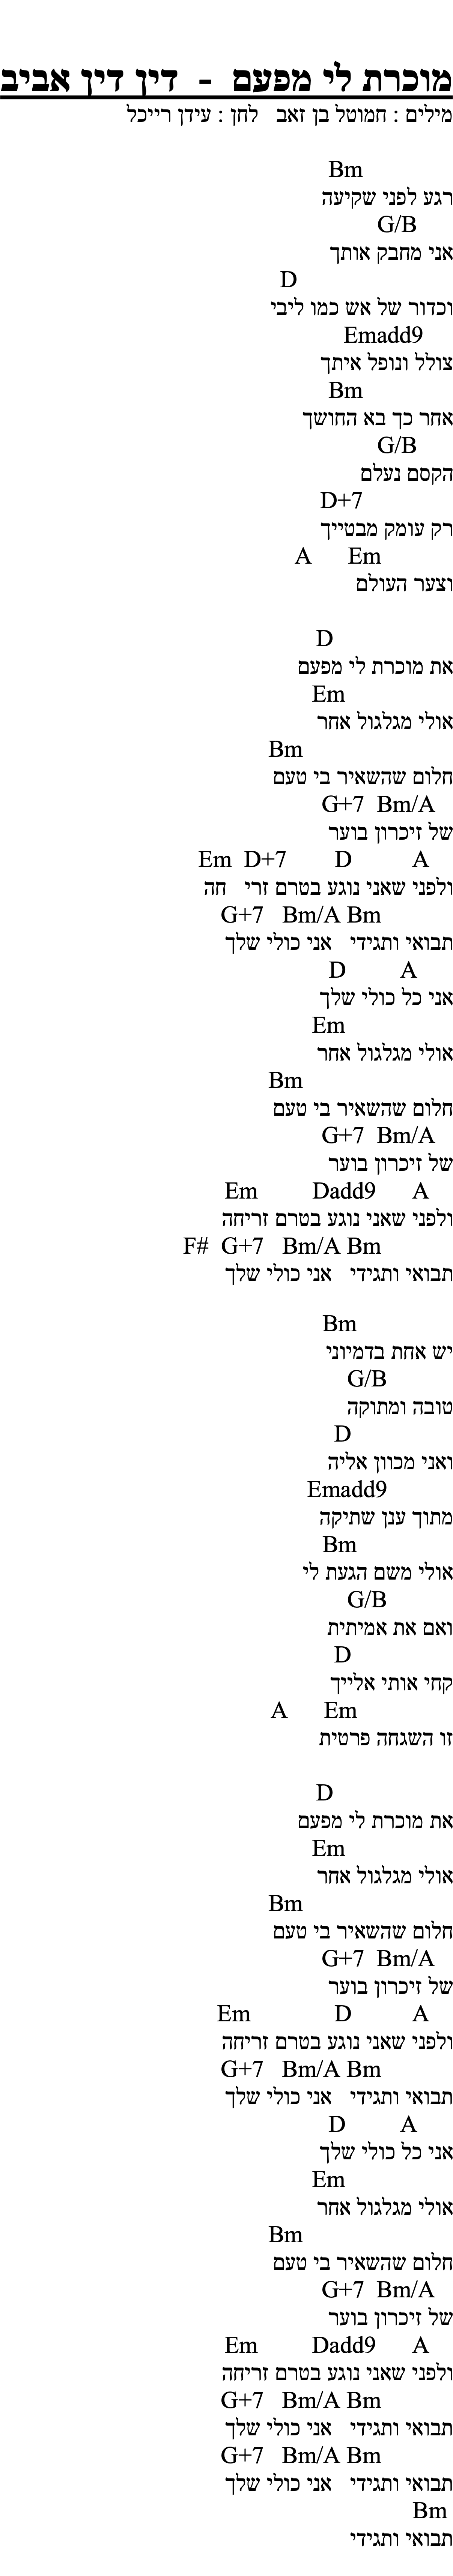 מוכרת לי מפעם - דין דין אביב
מילים : חמוטל בן זאב לחן : עידן רייכל
Bm
רגע לפני שקיעה
G/B
אני מחבק אותך
D
וכדור של אש כמו ליבי
Emadd9
צולל ונופל איתך
Bm
אחר כך בא החושך
G/B
הקסם נעלם
D+7
רק עומק מבטייך
A Em
וצער העולם
D
את מוכרת לי מפעם
Em
אולי מגלגול אחר
Bm
חלום שהשאיר בי טעם
G+7 Bm/A
של זיכרון בוער
Em D+7 D A
ולפני שאני נוגע בטרם זרי חה
G+7 Bm/A Bm
תבואי ותגידי אני כולי שלך
D A
אני כל כולי שלך
Em
אולי מגלגול אחר
Bm
חלום שהשאיר בי טעם
G+7 Bm/A
של זיכרון בוער
Em Dadd9 A
ולפני שאני נוגע בטרם זריחה
F# G+7 Bm/A Bm
תבואי ותגידי אני כולי שלך
Bm
יש אחת בדמיוני
G/B
טובה ומתוקה
D
ואני מכוון אליה
Emadd9
מתוך ענן שתיקה
Bm
אולי משם הגעת לי
G/B
ואם את אמיתית
D
קחי אותי אלייך
A Em
זו השגחה פרטית
D
את מוכרת לי מפעם
Em
אולי מגלגול אחר
Bm
חלום שהשאיר בי טעם
G+7 Bm/A
של זיכרון בוער
Em D A
ולפני שאני נוגע בטרם זריחה
G+7 Bm/A Bm
תבואי ותגידי אני כולי שלך
D A
אני כל כולי שלך
Em
אולי מגלגול אחר
Bm
חלום שהשאיר בי טעם
G+7 Bm/A
של זיכרון בוער
Em Dadd9 A
ולפני שאני נוגע בטרם זריחה
G+7 Bm/A Bm
תבואי ותגידי אני כולי שלך
G+7 Bm/A Bm
תבואי ותגידי אני כולי שלך
Bm
תבואי ותגידי